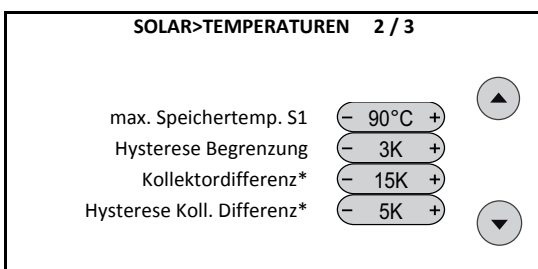 SOLAR>TEMPERATUREN 2 / 3
max. Speichertemp. S1 − 90°C +
Hysterese Begrenzung − 3K +
Kollektordifferenz* − 15K +
Hysterese Koll. Differenz* − 5K +